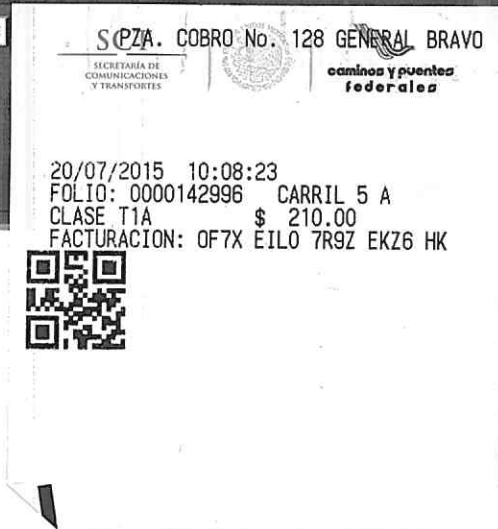 SCT
PZA. COBRO No. 128 GENERAL BRAVO
SECRETARÍA DE
COMUNICACIONES
Y TRANSPORTES
caminos y puentes
federales
20/07/2015 10:08:23
FOLIO: 0000142996 CARRIL 5 A
CLASE T1A $ 210.00
FACTURACION: 0F7X EIL0 7R9Z EKZ6 HK